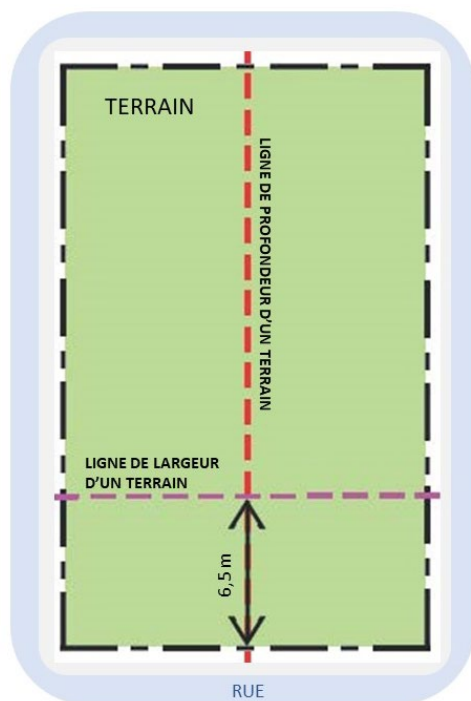 TERRAIN
LIGNE DE PROFONDEUR D’UN TERRAIN
LIGNE DE LARGEUR
D’UN TERRAIN
6,5 m
RUE